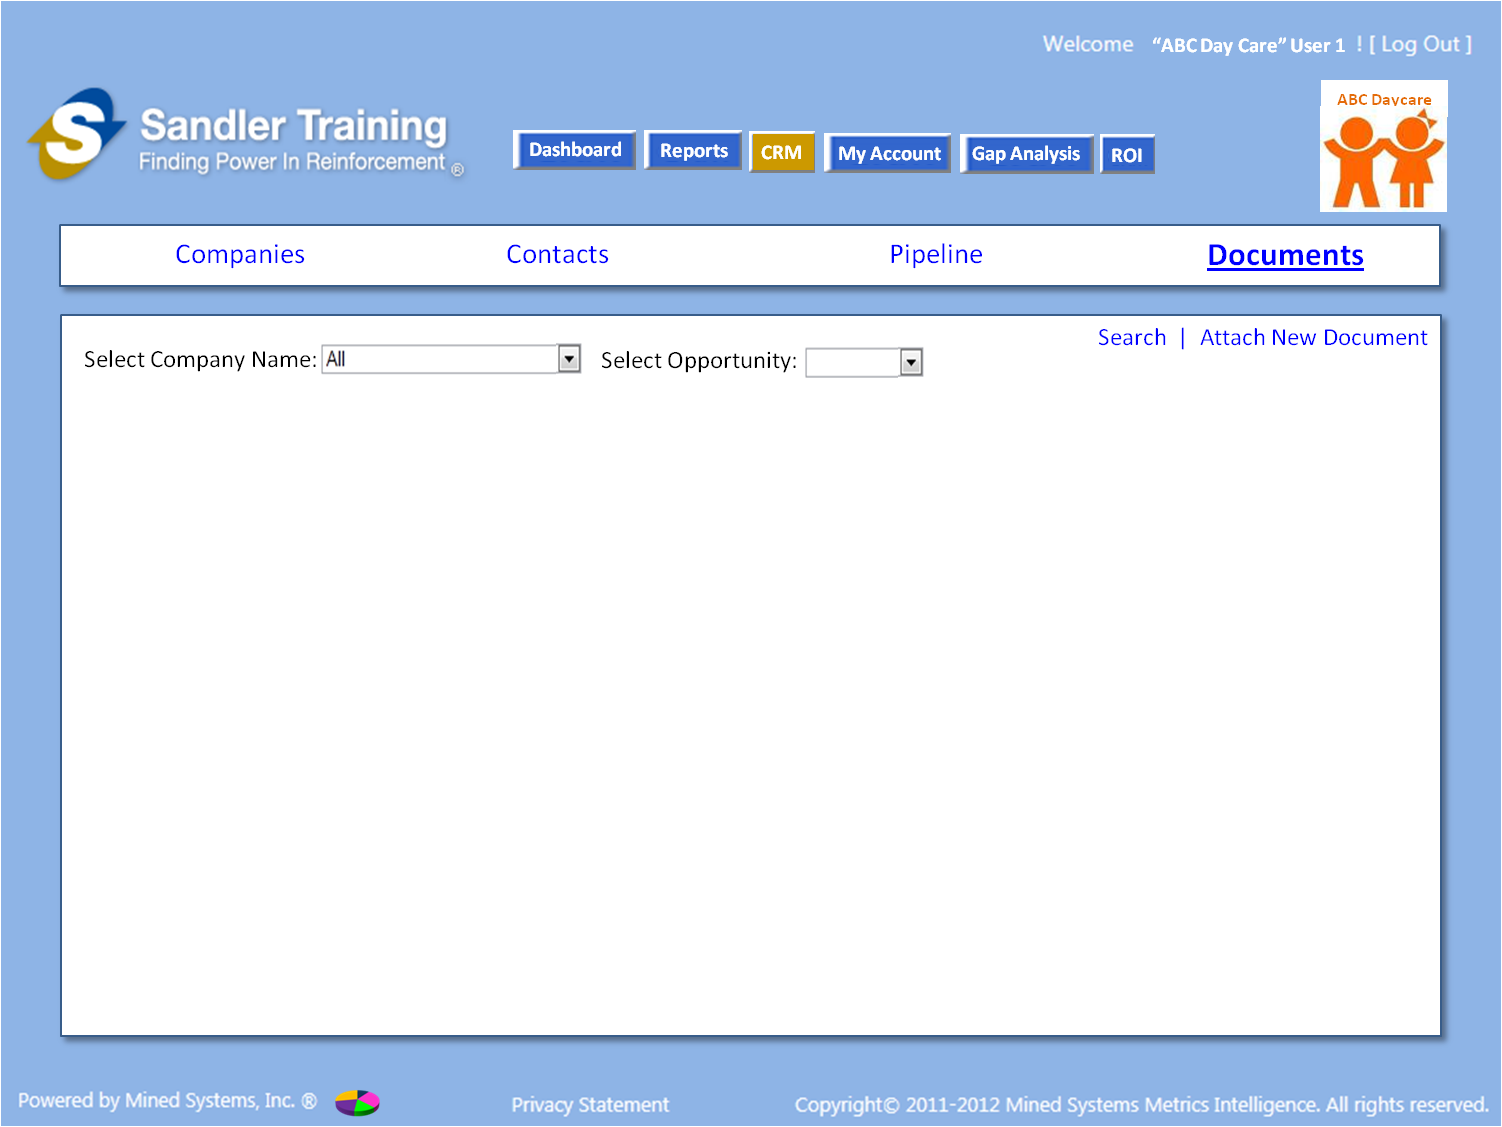 Welcome “ABC Day Care” User 1 ! [ Log Out ]
ABC Daycare
S
Sandler Training
Finding Power In Reinforcement ®
Dashboard
Reports
CRM
My Account
Gap Analysis
ROI
Companies
Contacts
Pipeline
Documents
Search | Attach New Document
Select Company Name: All
Select Opportunity:
Powered by Mined Systems, Inc. ®
Privacy Statement
Copyright© 2011-2012 Mined Systems Metrics Intelligence. All rights reserved.